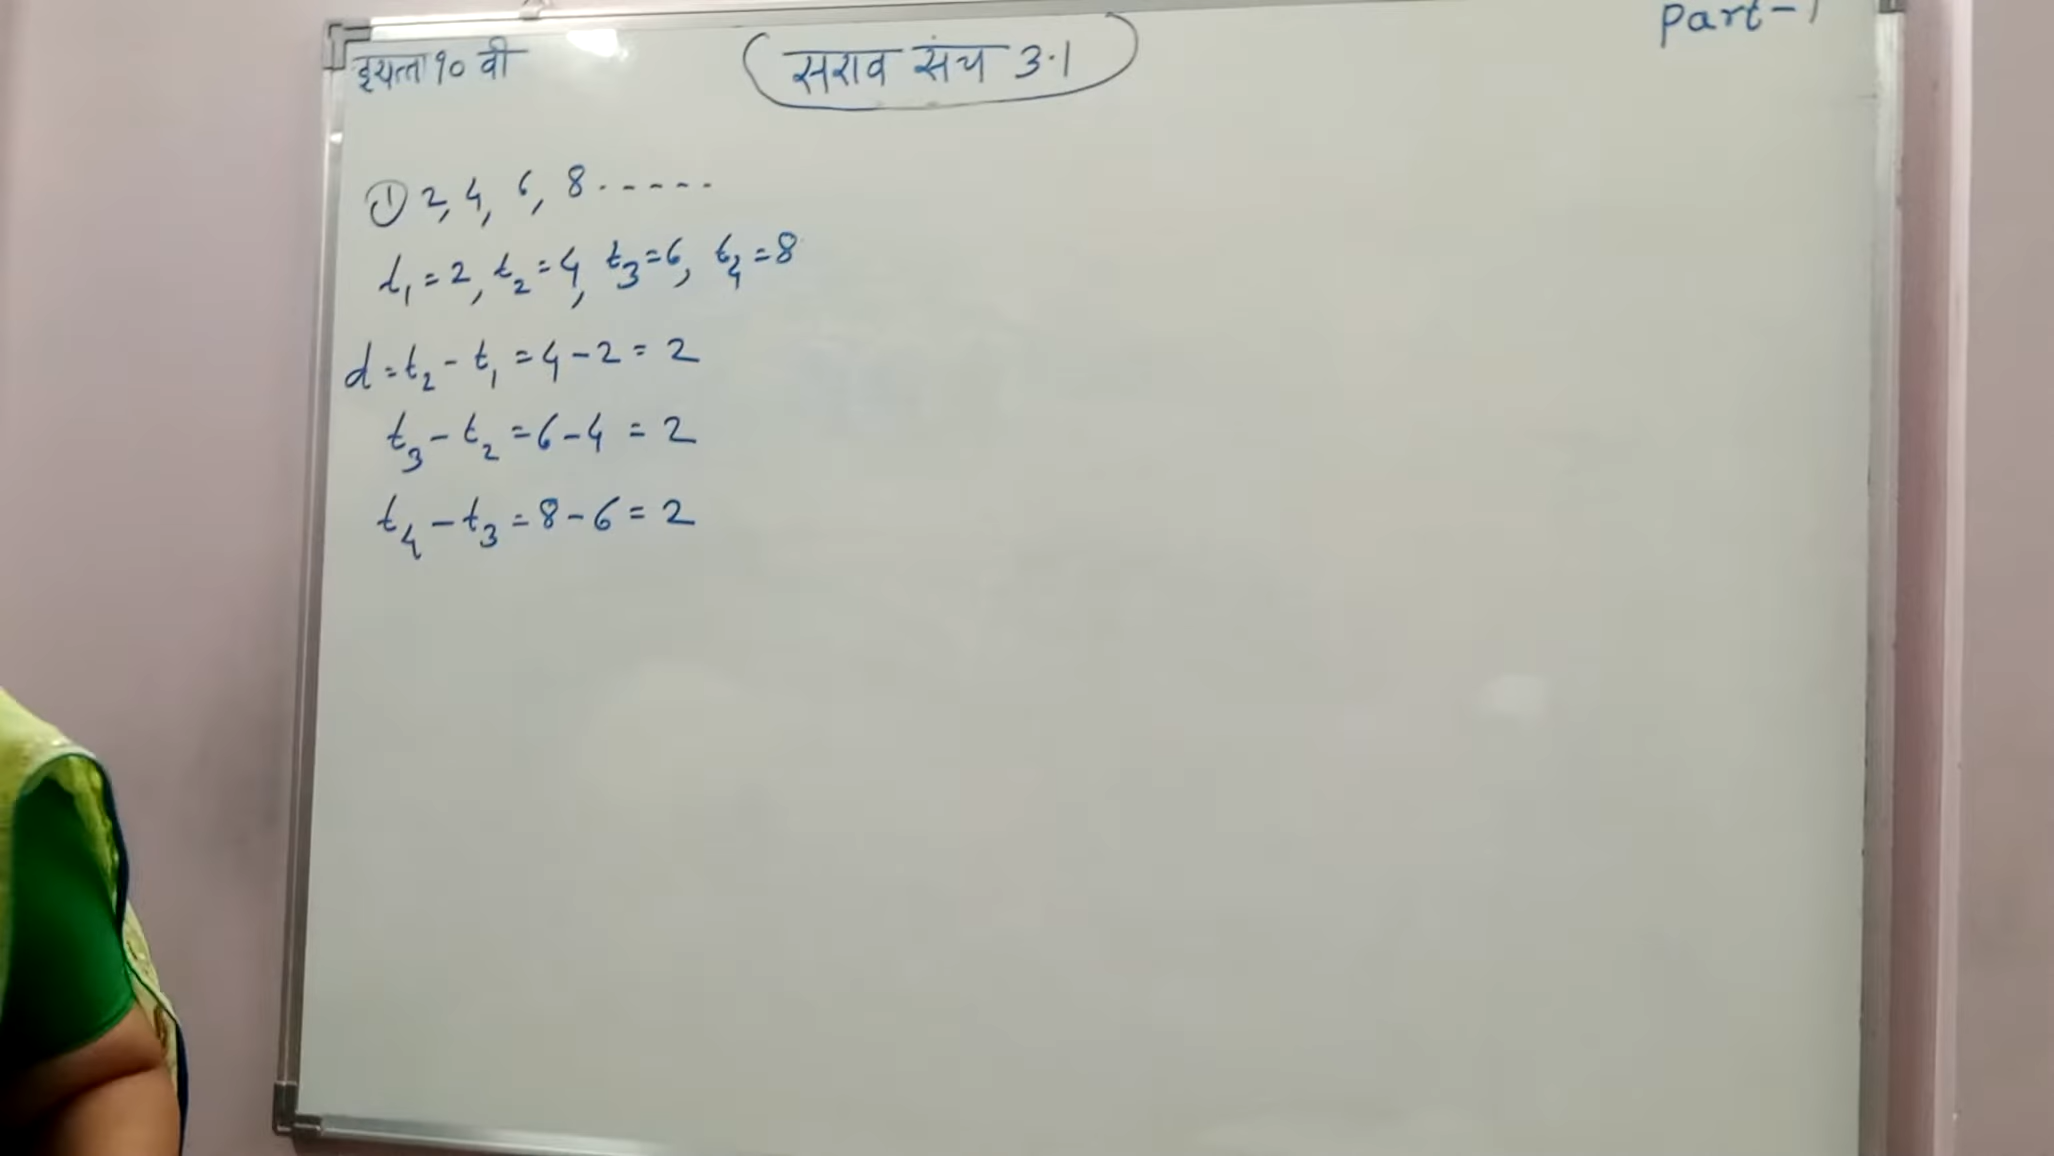 इयत्ता १० वी
सराव संच 3.1
Part-1
① 2, 4, 6, 8 .......
t₁ = 2, t₂ = 4, t₃ = 6, t₄ = 8
d = t₂ - t₁ = 4 - 2 = 2
t₃ - t₂ = 6 - 4 = 2
t₄ - t₃ = 8 - 6 = 2